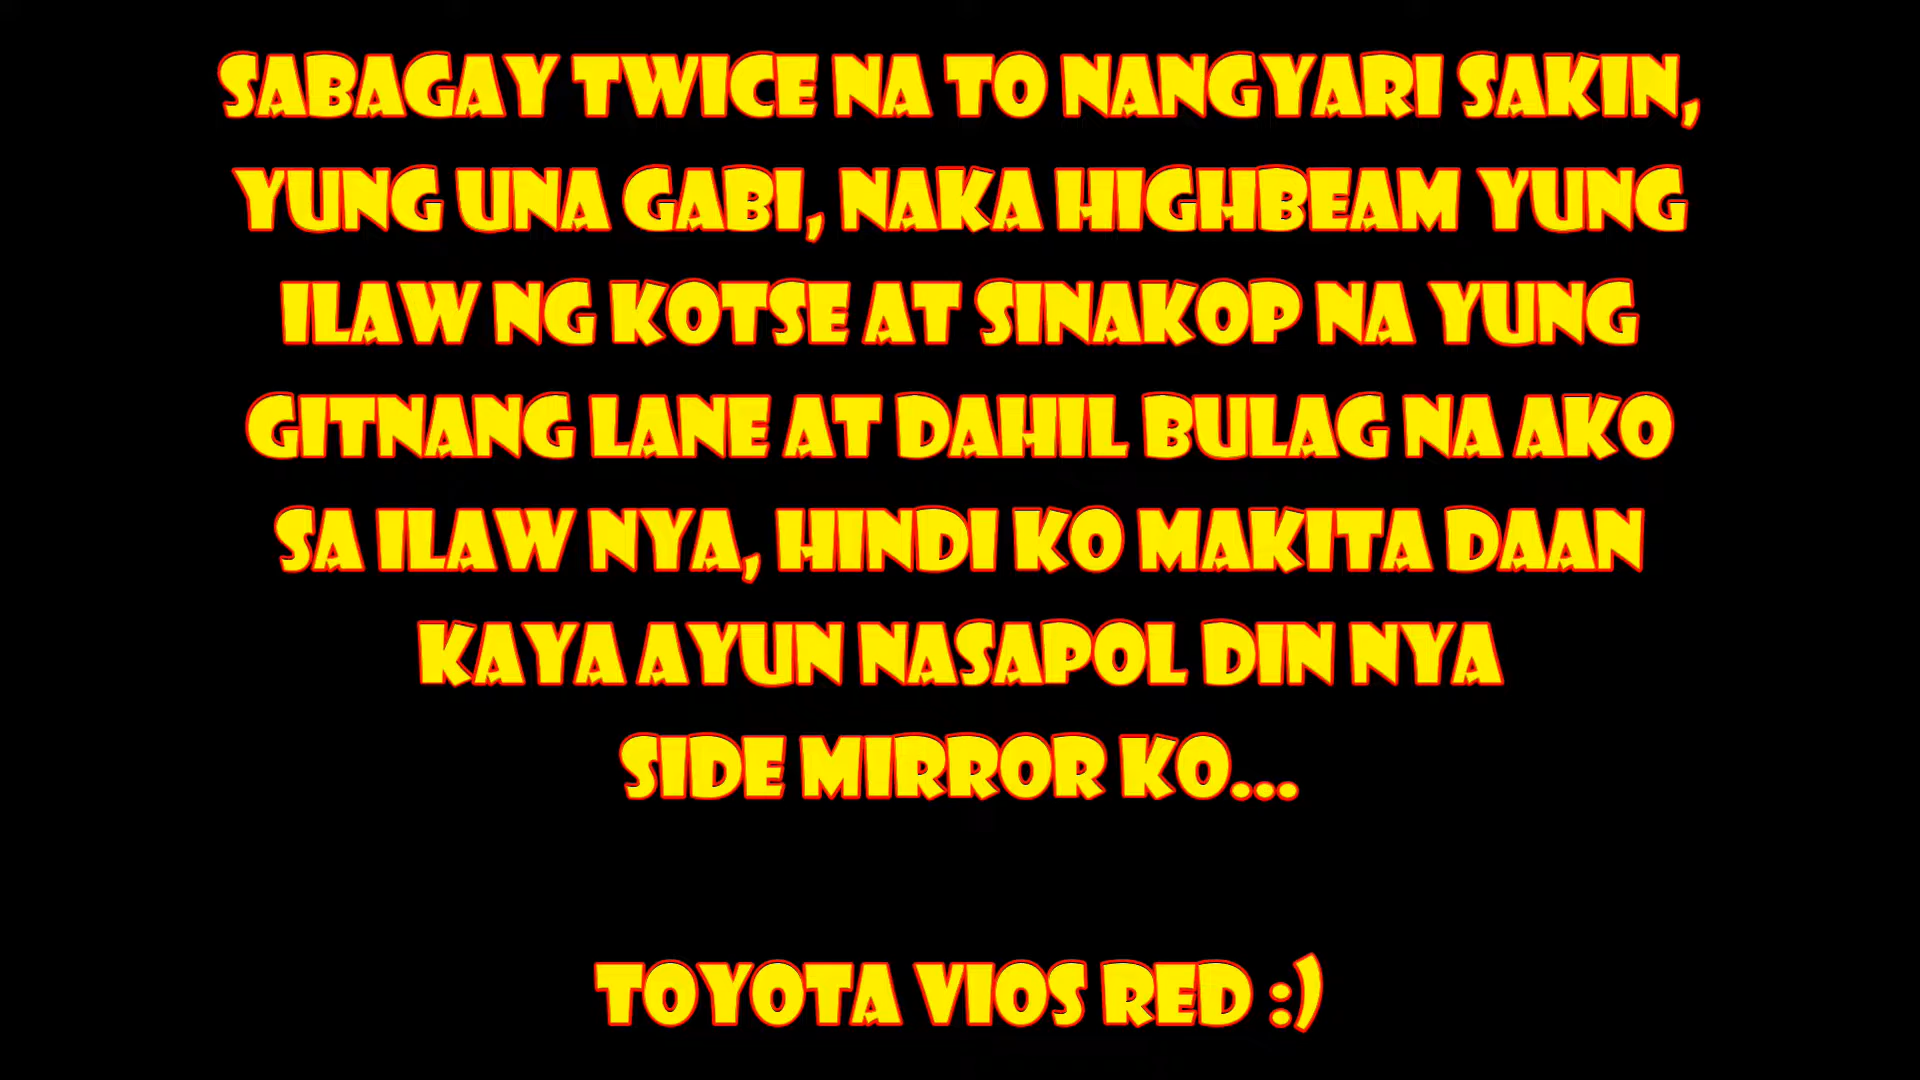 SABAGAY TWICE NA TO NANGYARI SAKIN,
YUNG UNA GABI, NAKA HIGHBEAM YUNG
ILAW NG KOTSE AT SINAKOP NA YUNG
GITNANG LANE AT DAHIL BULAG NA AKO
SA ILAW NYA, HINDI KO MAKITA DAAN
KAYA AYUN NASAPOL DIN NYA
SIDE MIRROR KO...
TOYOTA VIOS RED :)